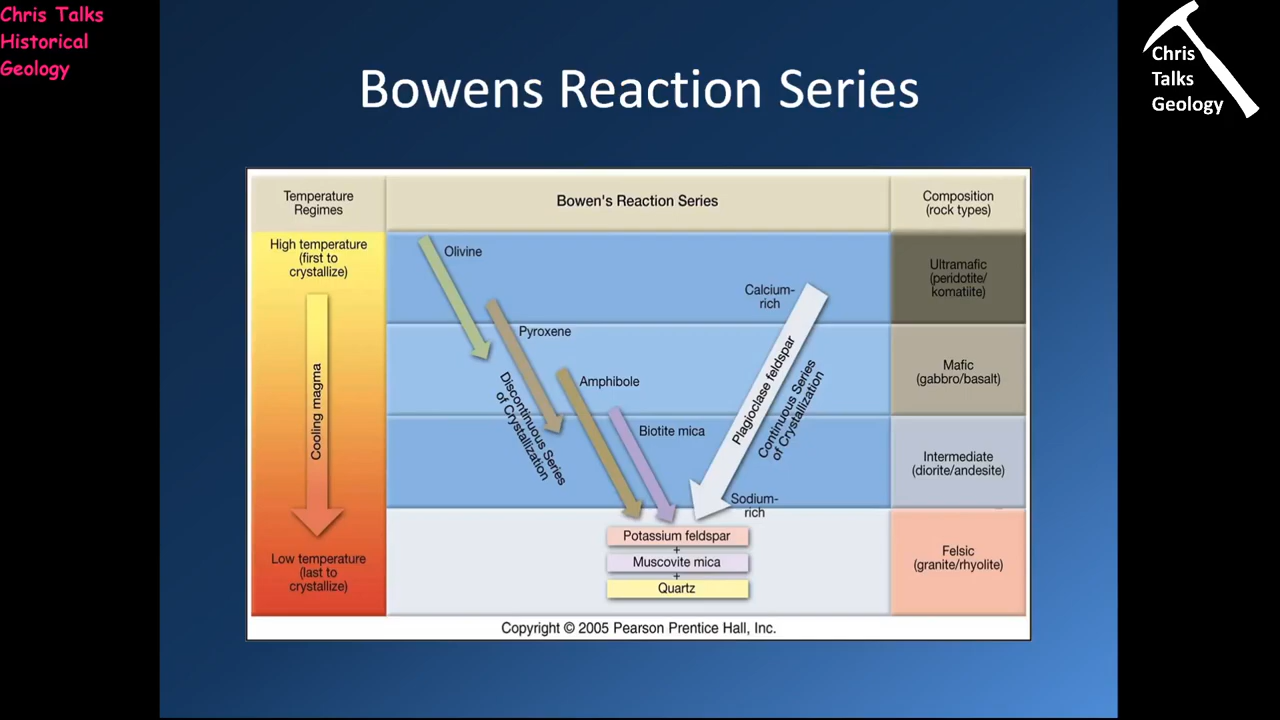 Chris Talks
Historical
Geology
Chris
Talks
Geology
Bowens Reaction Series
Temperature
Regimes
Bowen's Reaction Series
Composition
(rock types)
High temperature
(first to
crystallize)
Cooling magma
Low temperature
(last to
crystallize)
Olivine
Pyroxene
Amphibole
Biotite mica
Discontinuous Series
of Crystallization
Calcium-
rich
Plagioclase feldspar
Continuous Series
of Crystallization
Sodium-
rich
Potassium feldspar
+
Muscovite mica
+
Quartz
Ultramafic
(peridotite/
komatiite)
Mafic
(gabbro/basalt)
Intermediate
(diorite/andesite)
Felsic
(granite/rhyolite)
Copyright © 2005 Pearson Prentice Hall, Inc.